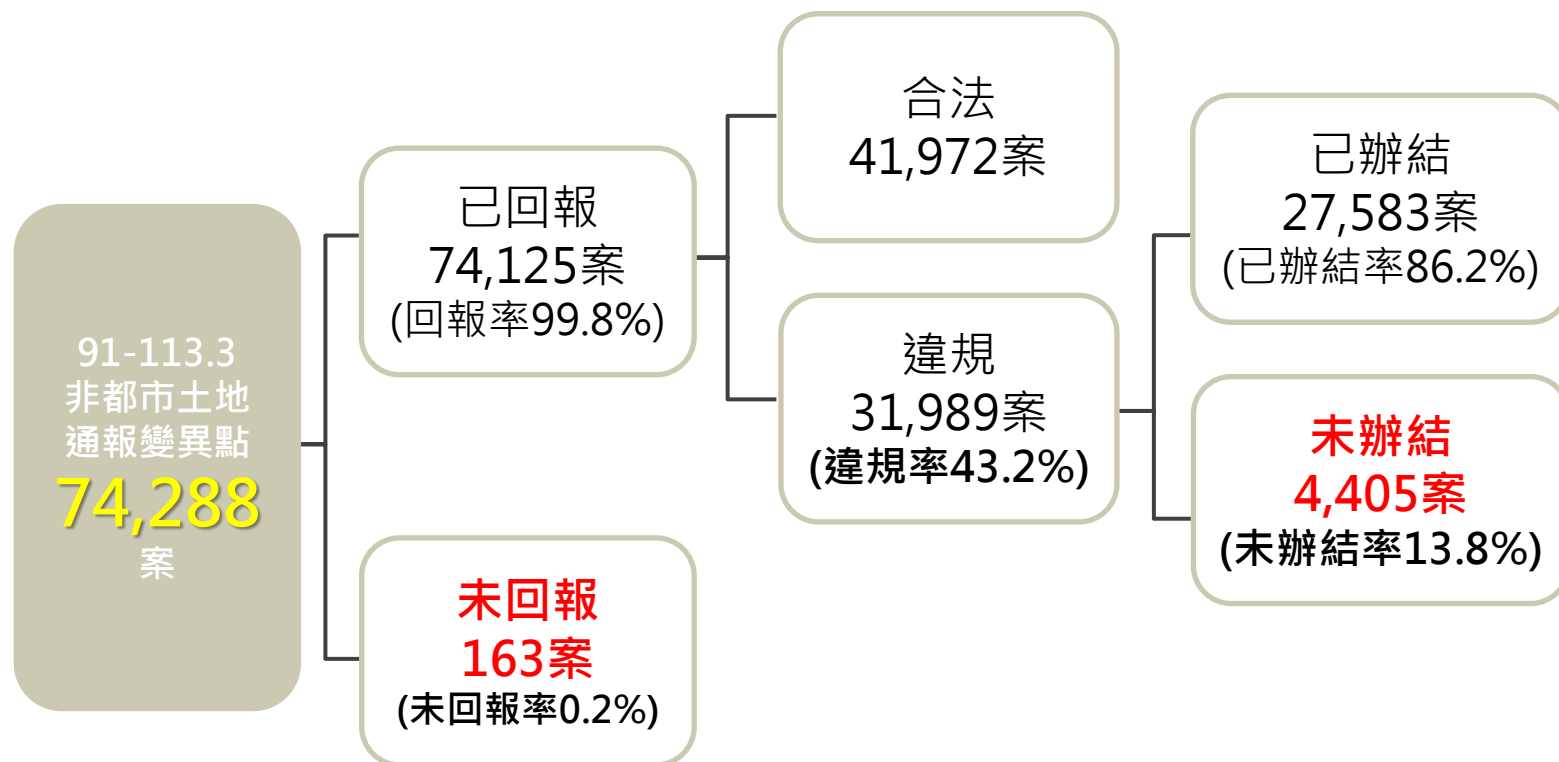 91-113.3
非都市土地
通報變異點
74,288
案
已回報
74,125案
(回報率99.8%)
未回報
163案
(未回報率0.2%)
合法
41,972案
違規
31,989案
(違規率43.2%)
已辦結
27,583案
(已辦結率86.2%)
未辦結
4,405案
(未辦結率13.8%)